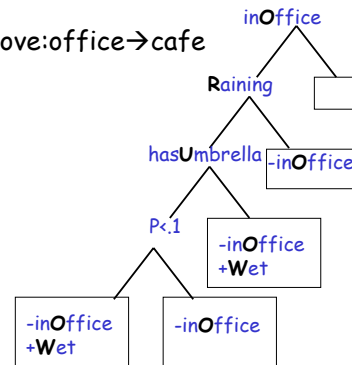 inOffice
ove:office→cafe
Raining
hasUmbrella
-inOffice
P<.1
-inOffice
+Wet
-inOffice
+Wet
-inOffice